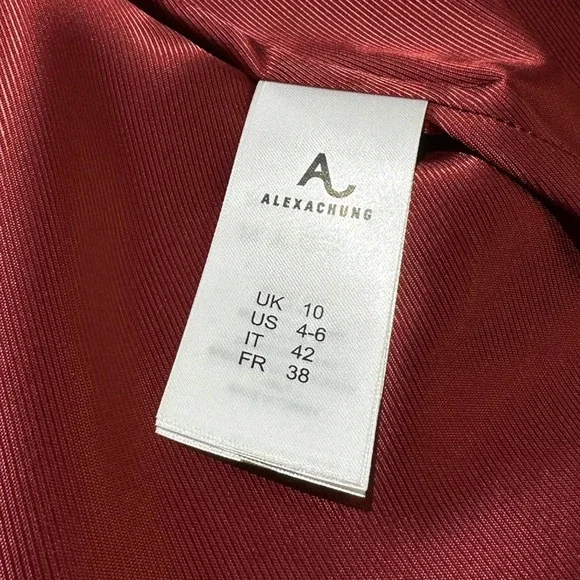 A
ALEXACHUNG
UK 10
US 4-6
IT 42
FR 38